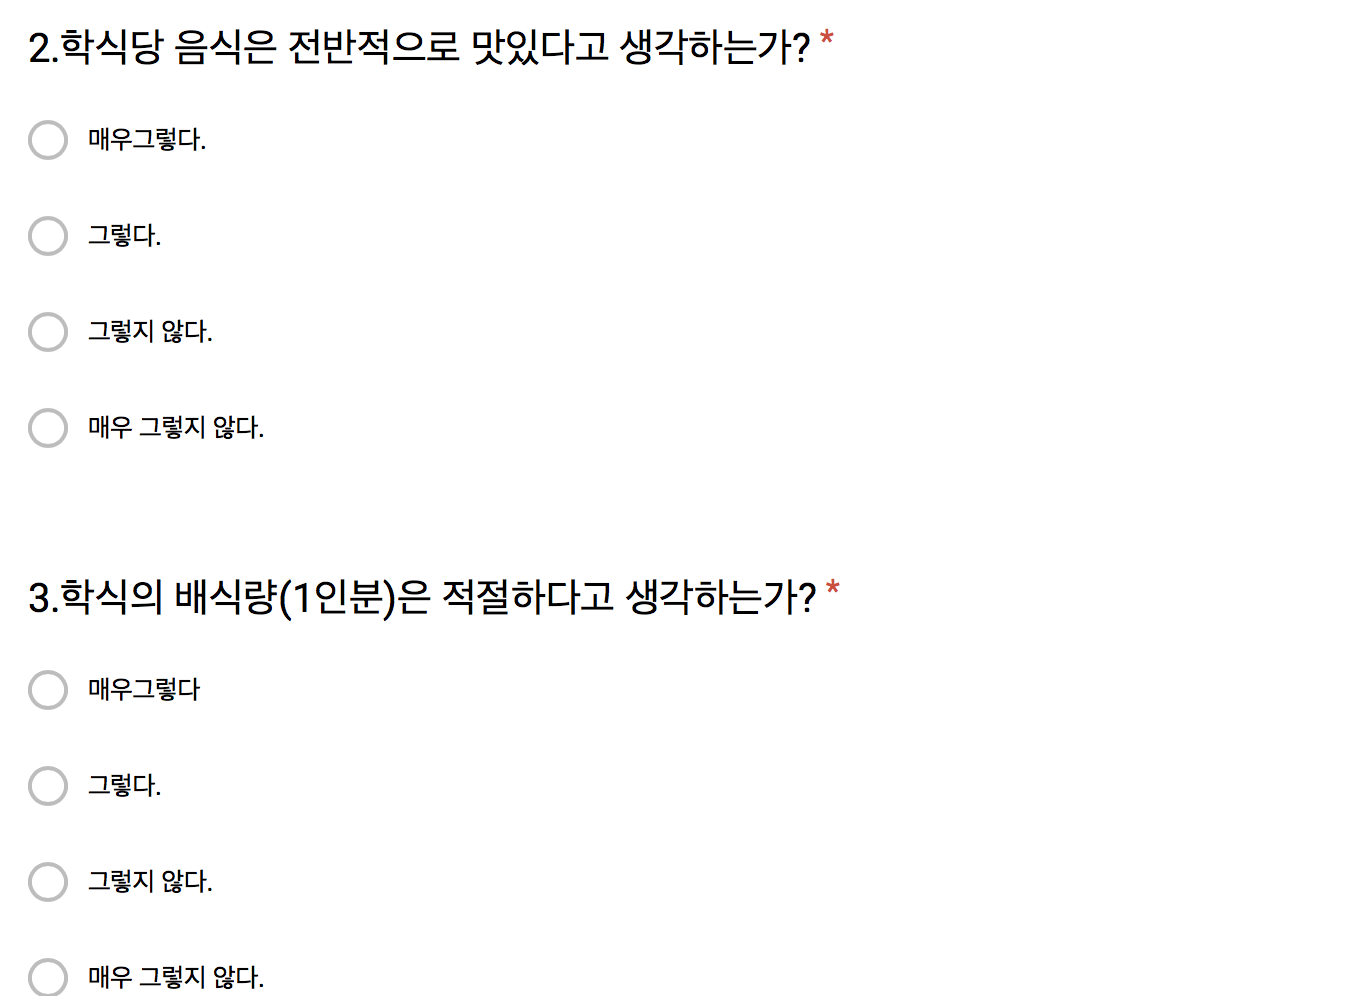 2.학식당 음식은 전반적으로 맛있다고 생각하는가? *
매우그렇다.
그렇다.
그렇지 않다.
매우 그렇지 않다.
3.학식의 배식량(1인분)은 적절하다고 생각하는가? *
매우그렇다
그렇다.
그렇지 않다.
매우 그렇지 않다.